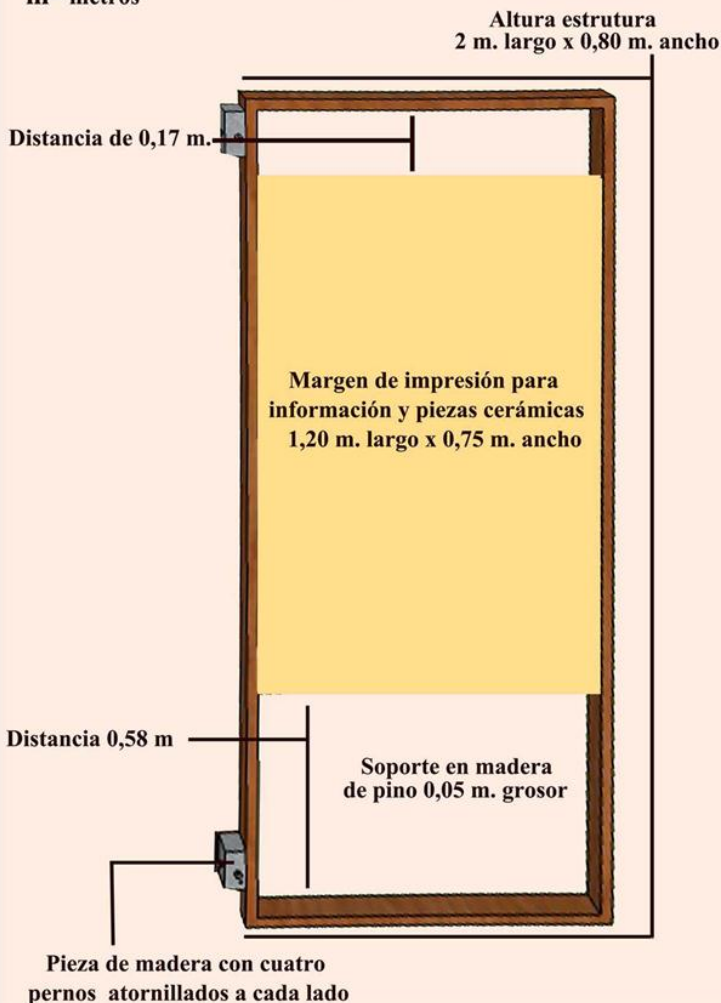 metros
Altura estrutura
2 m. largo x 0,80 m. ancho
Distancia de 0,17 m.
Margen de impresión para
información y piezas cerámicas
1,20 m. largo x 0,75 m. ancho
Distancia 0,58 m
Soporte en madera
de pino 0,05 m. grosor
Pieza de madera con cuatro
pernos atornillados a cada lado